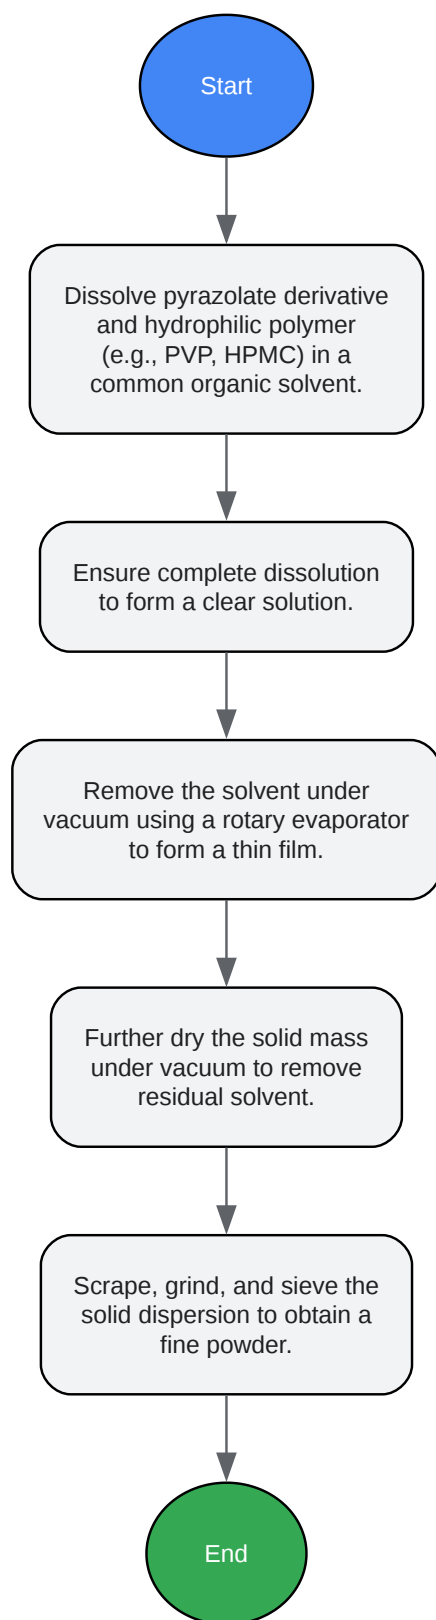 Start
Dissolve pyrazolate derivative
and hydrophilic polymer
(e.g., PVP, HPMC) in a
common organic solvent.
Ensure complete dissolution
to form a clear solution.
Remove the solvent under
vacuum using a rotary evaporator
to form a thin film.
Further dry the solid mass
under vacuum to remove
residual solvent.
Scrape, grind, and sieve the
solid dispersion to obtain a
fine powder.
End